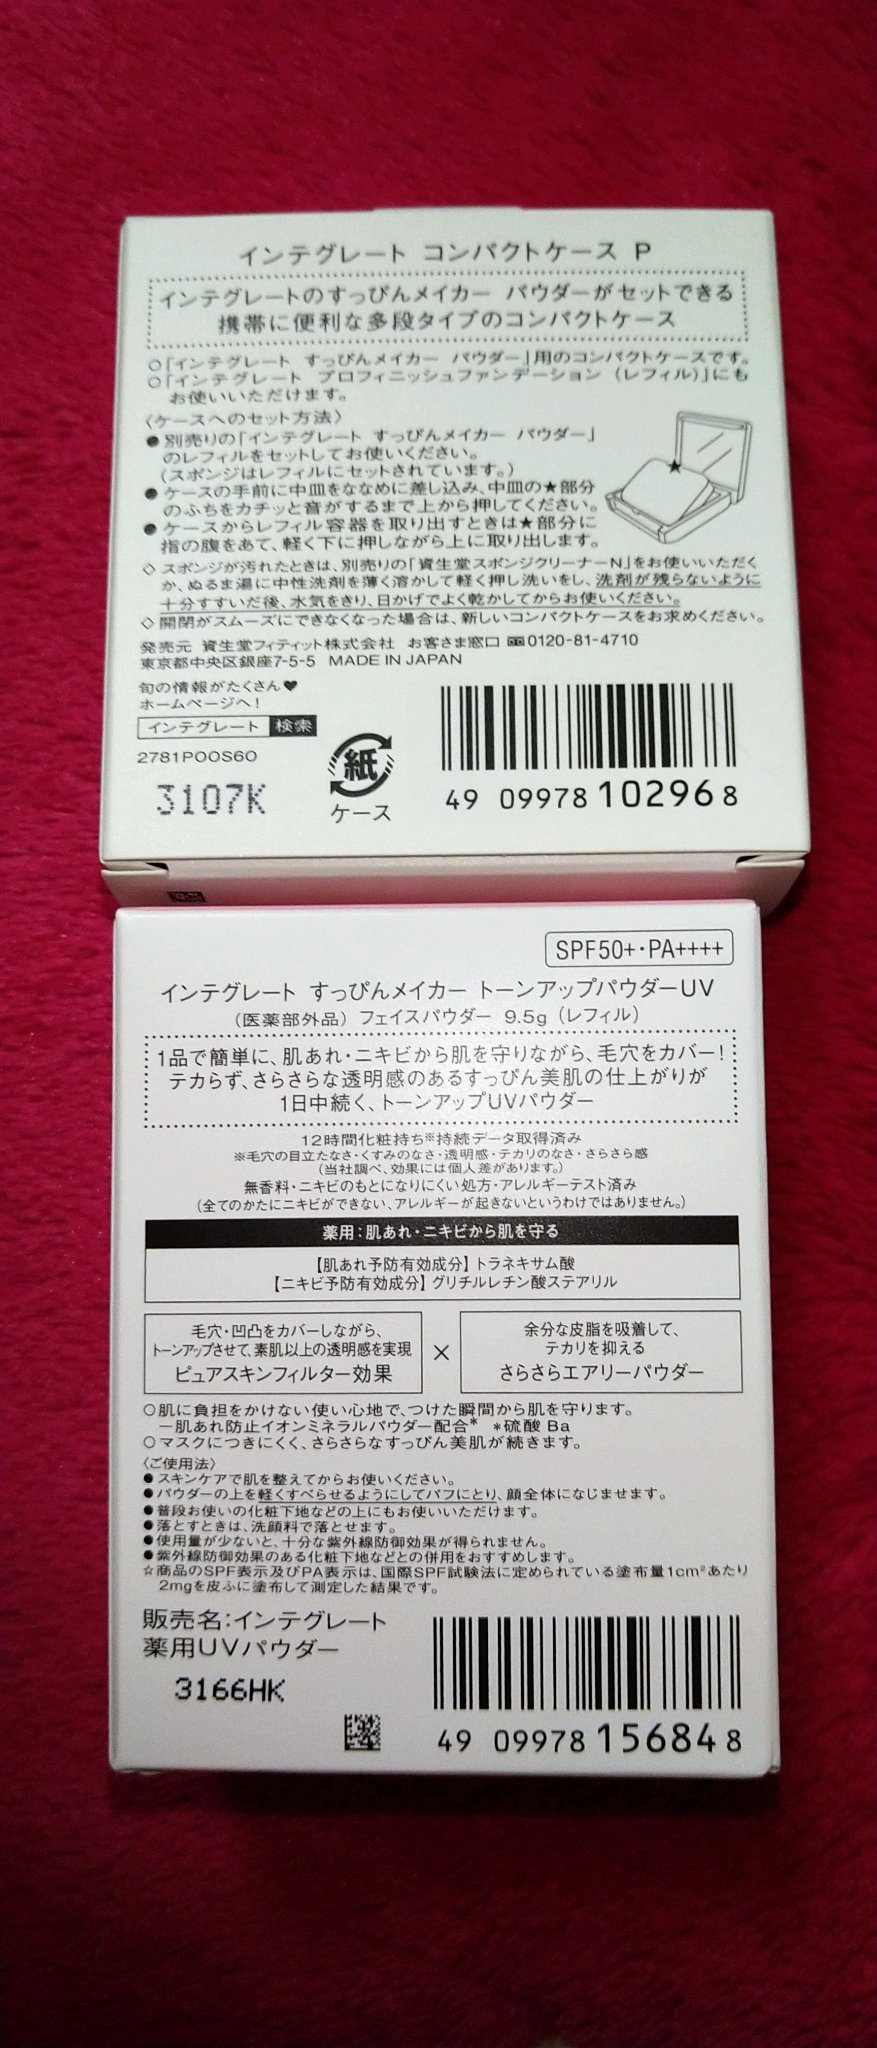 インテグレート コンパクトケース P
インテグレートのすっぴんメイカー パウダーがセットできる
携帯に便利な多段タイプのコンパクトケース
○「インテグレート すっぴんメイカー パウダー」用のコンパクトケースです。
○「インテグレート プロフィニッシュファンデーション (レフィル)」にも
お使いいただけます。
〈ケースへのセット方法〉
●別売りの「インテグレート すっぴんメイカー パウダー」
のレフィルをセットしてお使いください。
(スポンジはレフィルにセットされています。)
●ケースの手前に中皿をななめに差し込み、中皿の★部分
のふちをカチッと音がするまで上から押してください。
●ケースからレフィル容器を取り出すときは★部分に
指の腹をあて、軽く下に押しながら上に取り出します。
★
◇スポンジが汚れたときは、別売りの「資生堂スポンジクリーナーN」をお使いいただく
か、ぬるま湯に中性洗剤を薄く溶かして軽く押し洗いをし、洗剤が残らないように
十分すすいだ後、水気をきり、日かげでよく乾かしてからお使いください。
◇開閉がスムーズにできなくなった場合は、新しいコンパクトケースをお求めください。
発売元 資生堂フィティット株式会社 お客さま窓口 0120-81-4710
東京都中央区銀座7-5-5 MADE IN JAPAN
旬の情報がたくさん♥
ホームページへ!
インテグレート 検索
2781POOS60
3107K
紙
ケース
49 09978 10296 8
SPF50+・PA++++
インテグレート すっぴんメイカー トーンアップパウダーUV
(医薬部外品) フェイスパウダー 9.5g (レフィル)
1品で簡単に、肌あれ・ニキビから肌を守りながら、毛穴をカバー!
テカらず、さらさらな透明感のあるすっぴん美肌の仕上がりが
1日中続く、トーンアップUVパウダー
12時間化粧持ち※持続データ取得済み
※毛穴の目立たなさ・くすみのなさ・透明感・テカリのなさ・さらさら感
(当社調べ、効果には個人差があります。)
無香料・ニキビのもとになりにくい処方・アレルギーテスト済み
(全てのかたにニキビができない、アレルギーが起きないというわけではありません。)
薬用:肌あれ・ニキビから肌を守る
【肌あれ予防有効成分】トラネキサム酸
【ニキビ予防有効成分】グリチルレチン酸ステアリル
毛穴・凹凸をカバーしながら、
トーンアップさせて、素肌以上の透明感を実現
ピュアスキンフィルター効果
×
余分な皮脂を吸着して、
テカリを抑える
さらさらエアリーパウダー
○肌に負担をかけない使い心地で、つけた瞬間から肌を守ります。
ー肌あれ防止イオンミネラルパウダー配合* *硫酸 Ba
○マスクにつきにくく、さらさらなすっぴん美肌が続きます。
〈ご使用法〉
●スキンケアで肌を整えてからお使いください。
●パウダーの上を軽くすべらせるようにしてパフにとり、顔全体になじませます。
●普段お使いの化粧下地などの上にもお使いいただけます。
●落とすときは、洗顔料で落とせます。
●使用量が少ないと、十分な紫外線防御効果が得られません。
●紫外線防御効果のある化粧下地などとの併用をおすすめします。
☆商品のSPF表示及びPA表示は、国際SPF試験法に定められている塗布量1cm²あたり
2mgを皮ふに塗布して測定した結果です。
販売名:インテグレート
薬用UVパウダー
3166HK
49 09978 15684 8